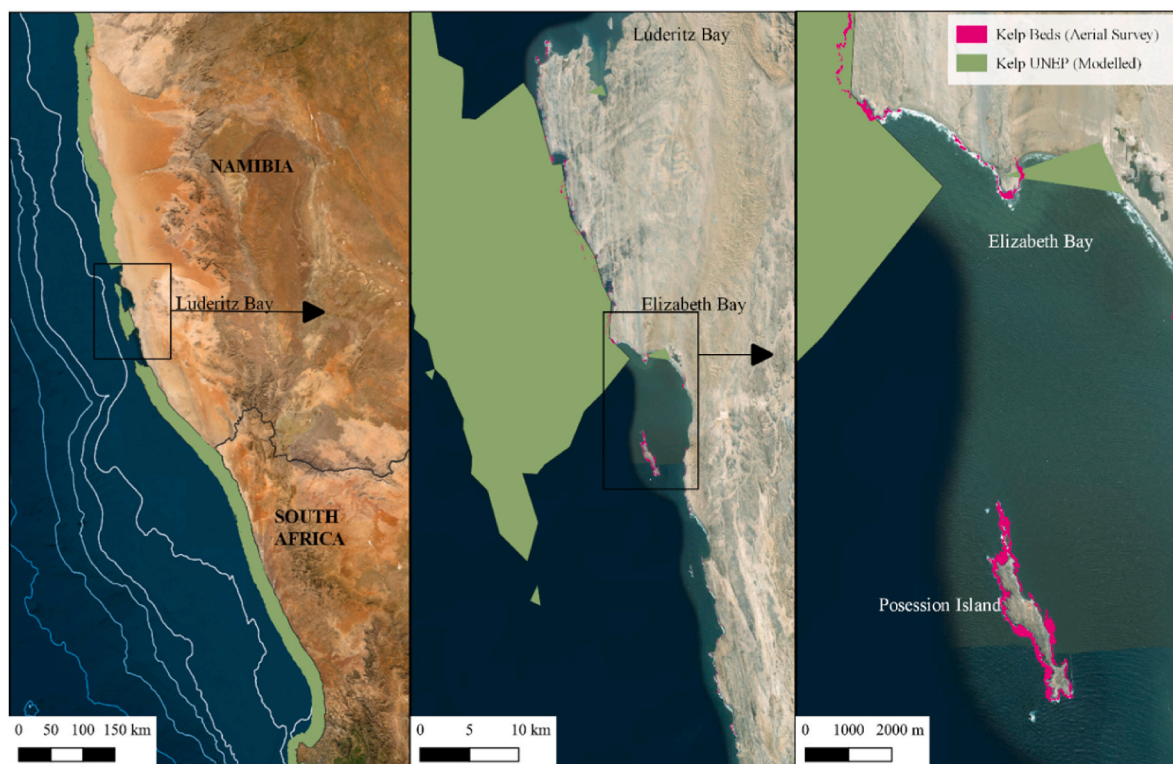 NAMIBIA
Luderitz Bay
SOUTH
AFRICA
0 50 100 150 km
Luderitz Bay
Elizabeth Bay
0 5 10 km
Kelp Beds (Aerial Survey)
Kelp UNEP (Modelled)
Elizabeth Bay
Posession Island
0 1000 2000 m